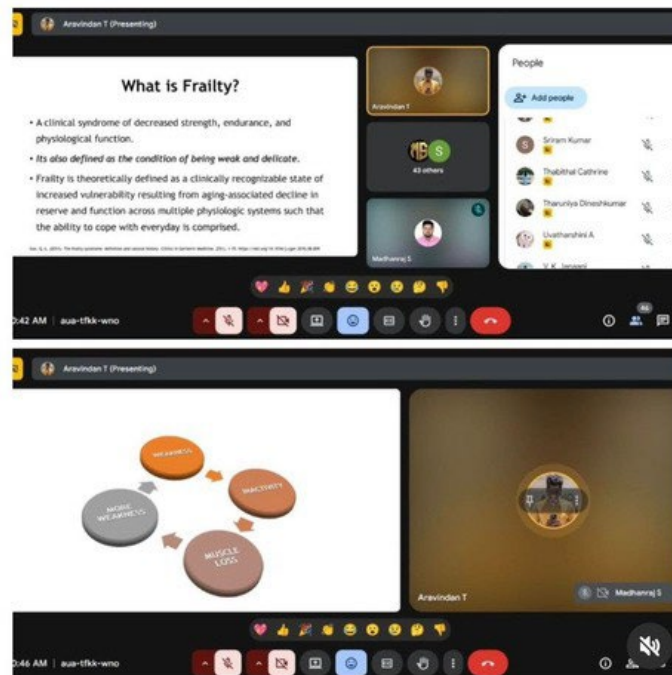 Aravindan T (Presenting)
What is Frailty?
• A clinical syndrome of decreased strength, endurance, and
physiological function.
• Its also defined as the condition of being weak and delicate.
• Frailty is theoretically defined as a clinically recognizable state of
increased vulnerability resulting from aging-associated decline in
reserve and function across multiple physiologic systems such that
the ability to cope with everyday is comprised.
Aravindan T
S
43 others
Madhanraj S
People
Add people
S
Sriram Kumar
Thabithal Cathrine
Tharuniya Dineshkumar
Uvatharshini A
V K
:42 AM | aua-tfkk-wno
46
Aravindan T (Presenting)
WEAKNESS
INACTIVITY
MUSCLE
LOSS
MORE
WEAKNESS
Aravindan T
Madhanraj S
:46 AM | aua-tfkk-wno